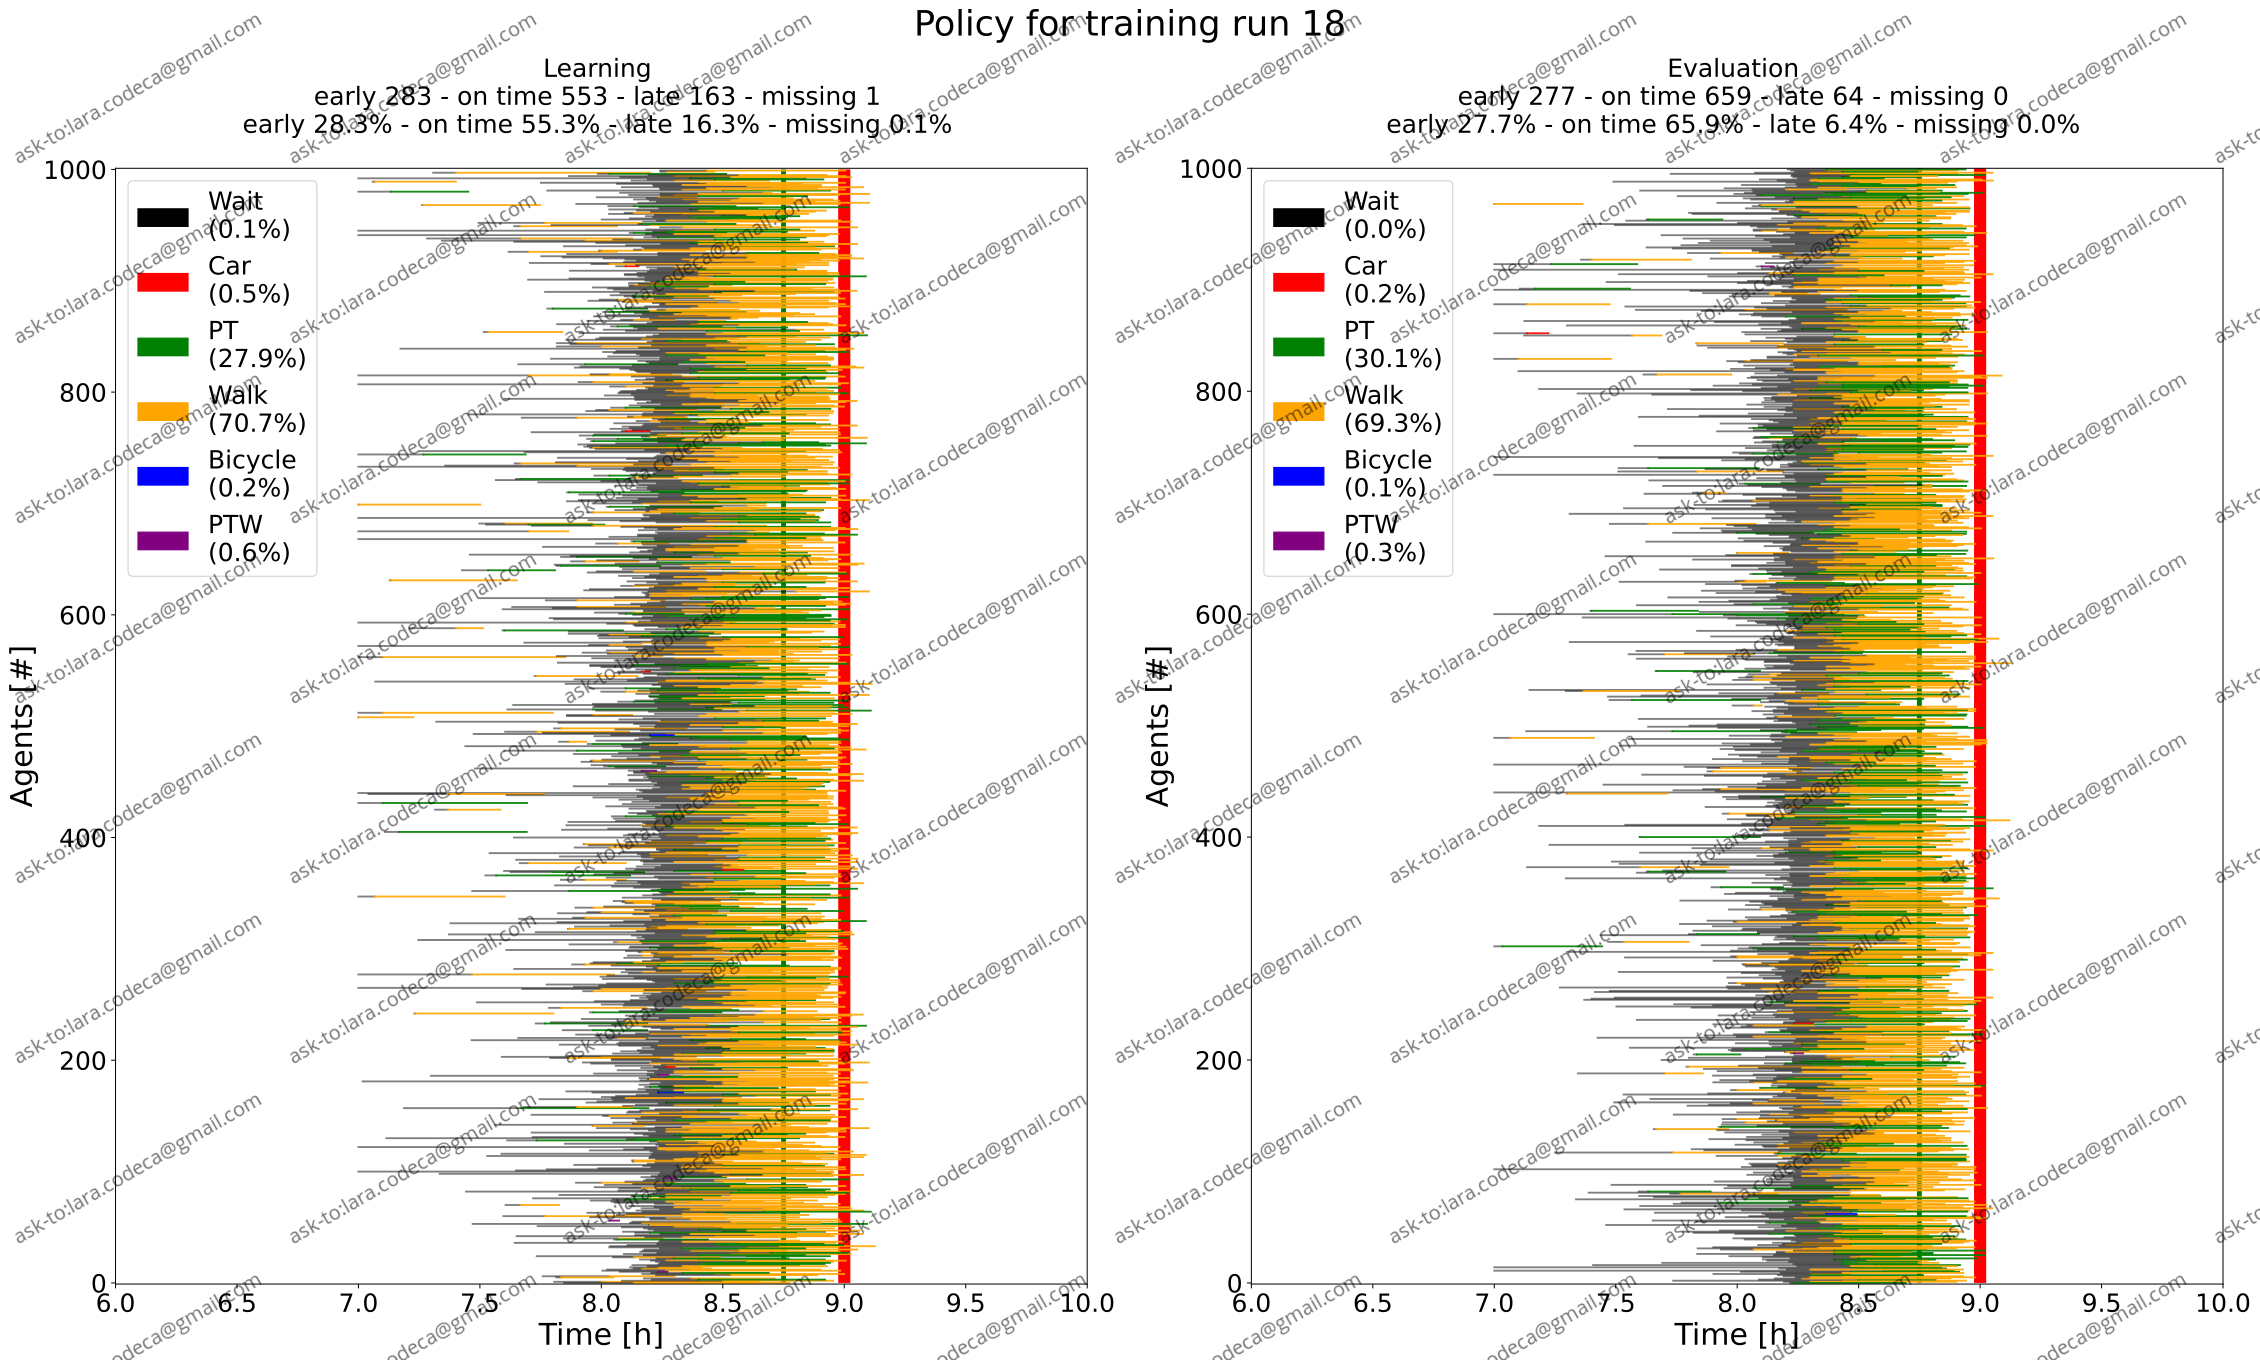 Policy for training run 18
Learning
early 283 - on time 553 - late 163 - missing 1
early 28.3% - on time 55.3% - late 16.3% - missing 0.1%
1000
800
600
400
200
0
Agents [#]
Wait
(0.1%)
Car
(0.5%)
PT
(27.9%)
Walk
(70.7%)
Bicycle
(0.2%)
PTW
(0.6%)
6.0 6.5 7.0 7.5 8.0 8.5 9.0 9.5 10.0
Time [h]
Evaluation
early 277 - on time 659 - late 64 - missing 0
early 27.7% - on time 65.9% - late 6.4% - missing 0.0%
1000
800
600
400
200
0
Agents [#]
Wait
(0.0%)
Car
(0.2%)
PT
(30.1%)
Walk
(69.3%)
Bicycle
(0.1%)
PTW
(0.3%)
6.0 6.5 7.0 7.5 8.0 8.5 9.0 9.5 10.0
Time [h]
ask-to:lara.codeca@gmail.com